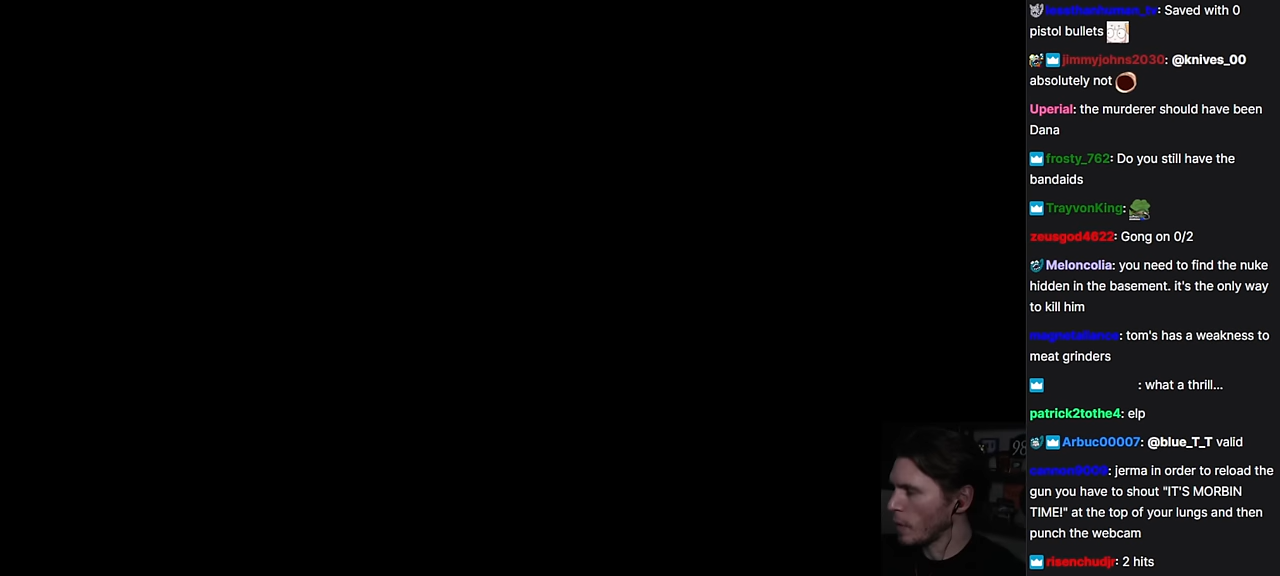 : Saved with 0
pistol bullets
jimmyjohns2030: @knives_00
absolutely not
Uperial: the murderer should have been
Dana
frosty_762: Do you still have the
bandaids
TrayvonKing:
zeusgod4622: Gong on 0/2
Meloncolia: you need to find the nuke
hidden in the basement. it's the only way
to kill him
: tom's has a weakness to
meat grinders
: what a thrill...
patrick2tothe4: elp
Arbuc00007: @blue_T_T valid
cannon9000: jerma in order to reload the
gun you have to shout "IT'S MORBIN
TIME!" at the top of your lungs and then
punch the webcam
risenchudjr: 2 hits
98